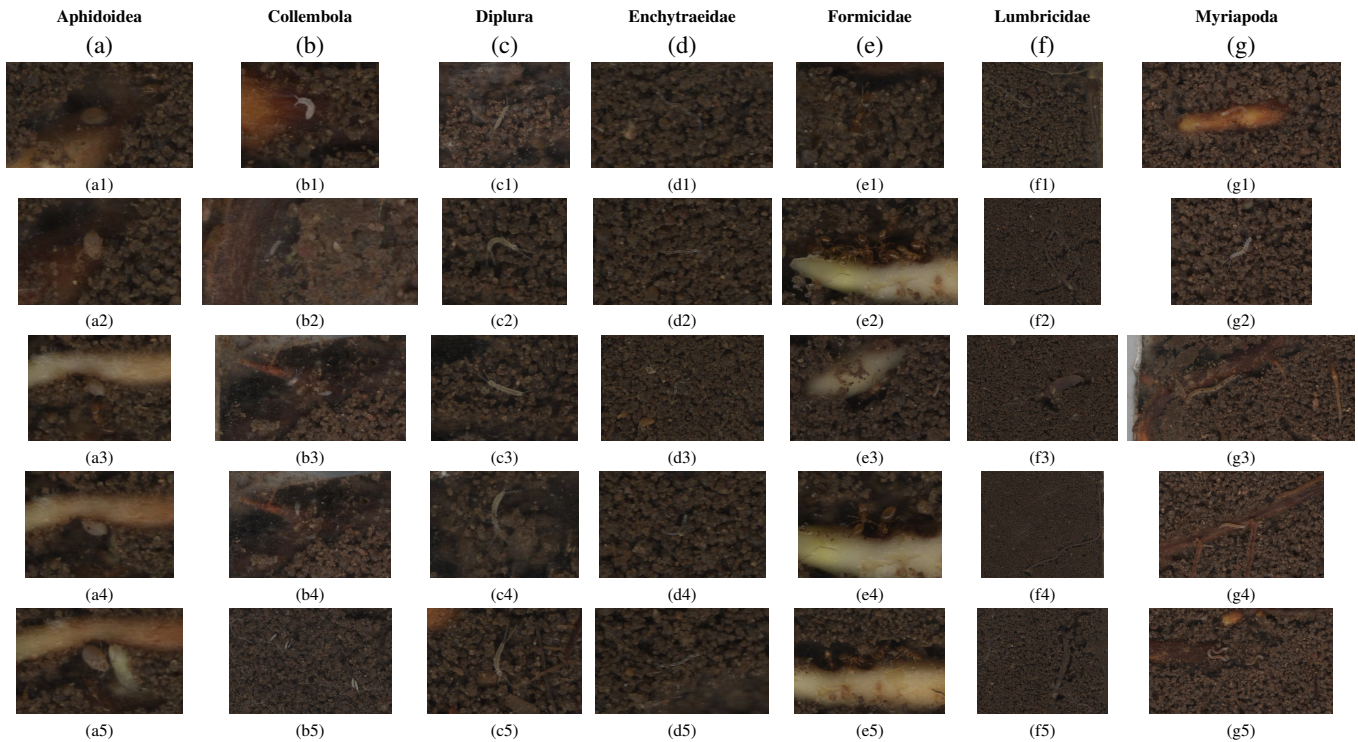 Aphidoidea Collembola Diplura Enchytraeidae Formicidae Lumbricidae Myriapoda
(a) (b) (c) (d) (e) (f) (g)
(a1) (b1) (c1) (d1) (e1) (f1) (g1)
(a2) (b2) (c2) (d2) (e2) (f2) (g2)
(a3) (b3) (c3) (d3) (e3) (f3) (g3)
(a4) (b4) (c4) (d4) (e4) (f4) (g4)
(a5) (b5) (c5) (d5) (e5) (f5) (g5)